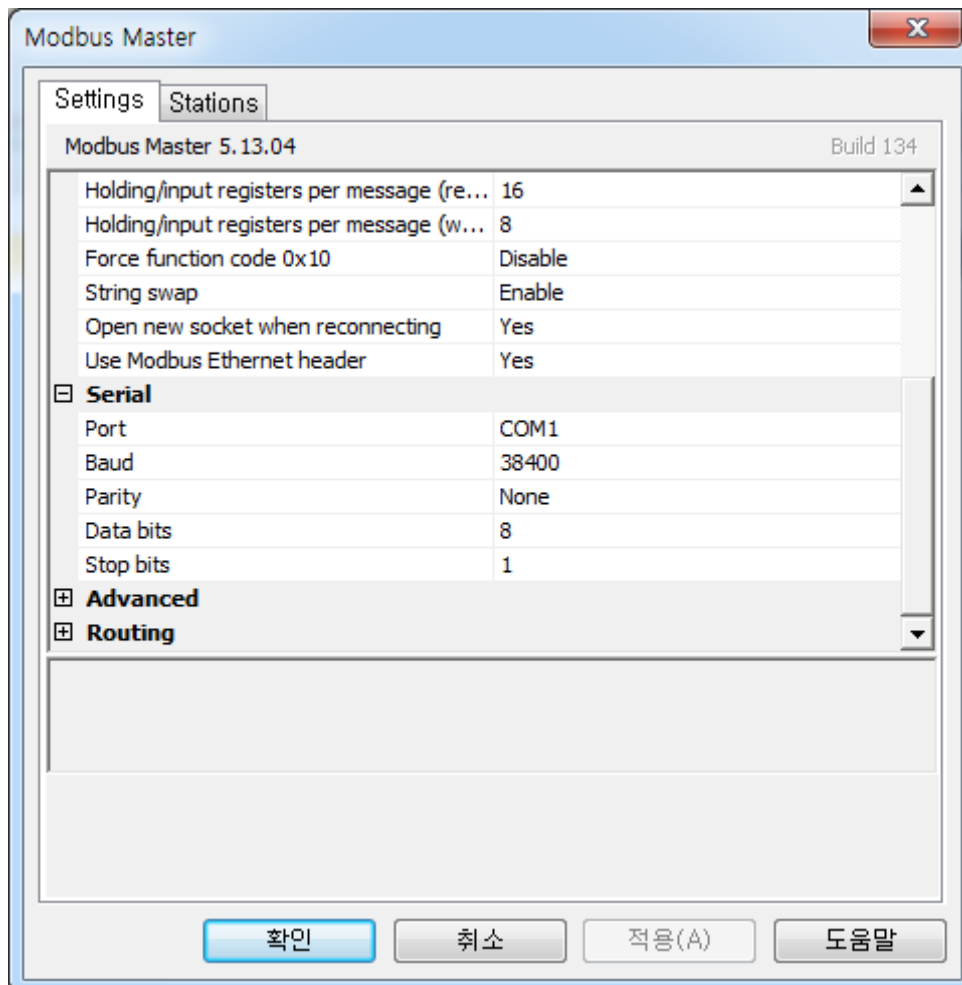 Modbus Master
Settings Stations
Modbus Master 5.13.04 Build 134
Holding/input registers per message (re... 16
Holding/input registers per message (w... 8
Force function code 0x10 Disable
String swap Enable
Open new socket when reconnecting Yes
Use Modbus Ethernet header Yes
Serial
Port COM1
Baud 38400
Parity None
Data bits 8
Stop bits 1
Advanced
Routing
확인 취소 적용(A) 도움말